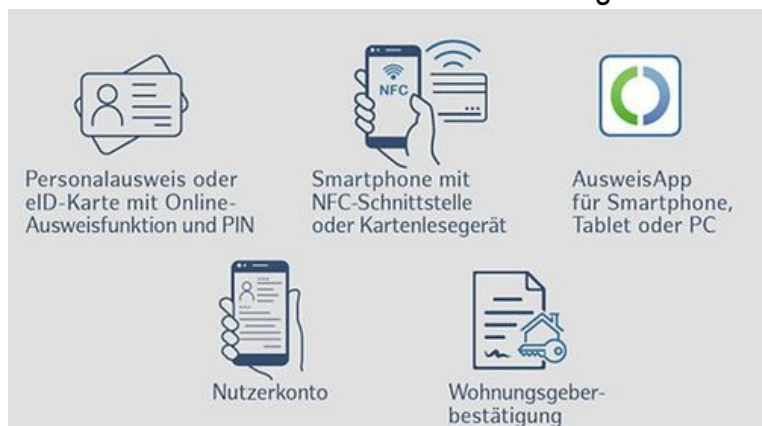 NFC
Personalausweis oder
eID-Karte mit Online-
Ausweisfunktion und PIN
Smartphone mit
NFC-Schnittstelle
oder Kartenlesegerät
AusweisApp
für Smartphone,
Tablet oder PC
Nutzerkonto
Wohnungsgeber-
bestätigung